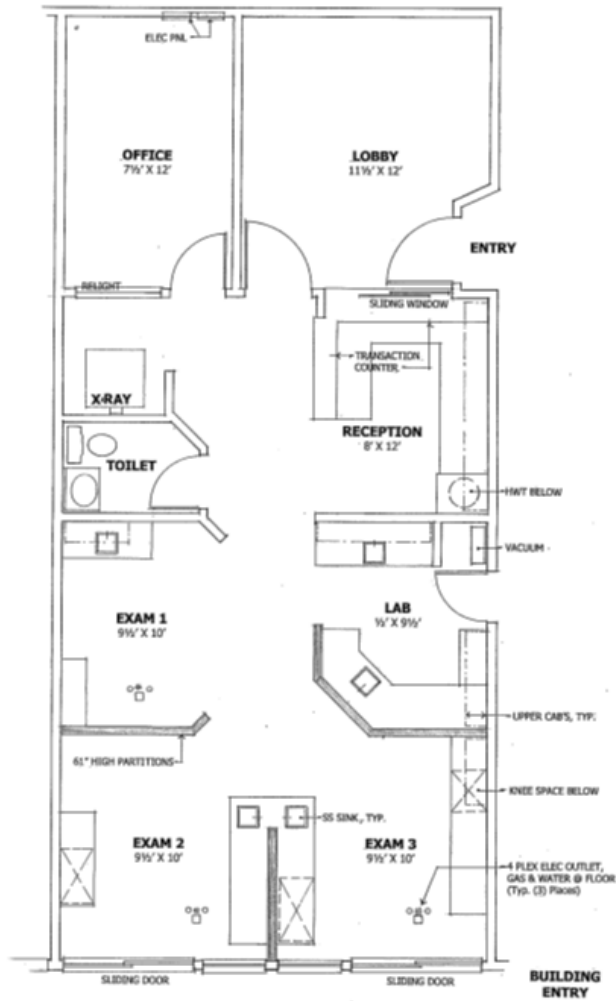 ELEC PNL
OFFICE
7½' X 12'
LOBBY
11½' X 12'
ENTRY
RELIGHT
SLIDNG WINDOW
TRANSACTION
COUNTER
X-RAY
RECEPTION
8' X 12'
TOILET
HWT BELOW
VACUUM
EXAM 1
9½' X 10'
LAB
½' X 9½'
UPPER CAB'S, TYP.
61" HIGH PARTITIONS
KNEE SPACE BELOW
SS SINK, TYP.
EXAM 2
9½' X 10'
EXAM 3
9½' X 10'
4 PLEX ELEC OUTLET,
GAS & WATER @ FLOOR
(Typ. (3) Places)
SLIDING DOOR
SLIDING DOOR
BUILDING
ENTRY